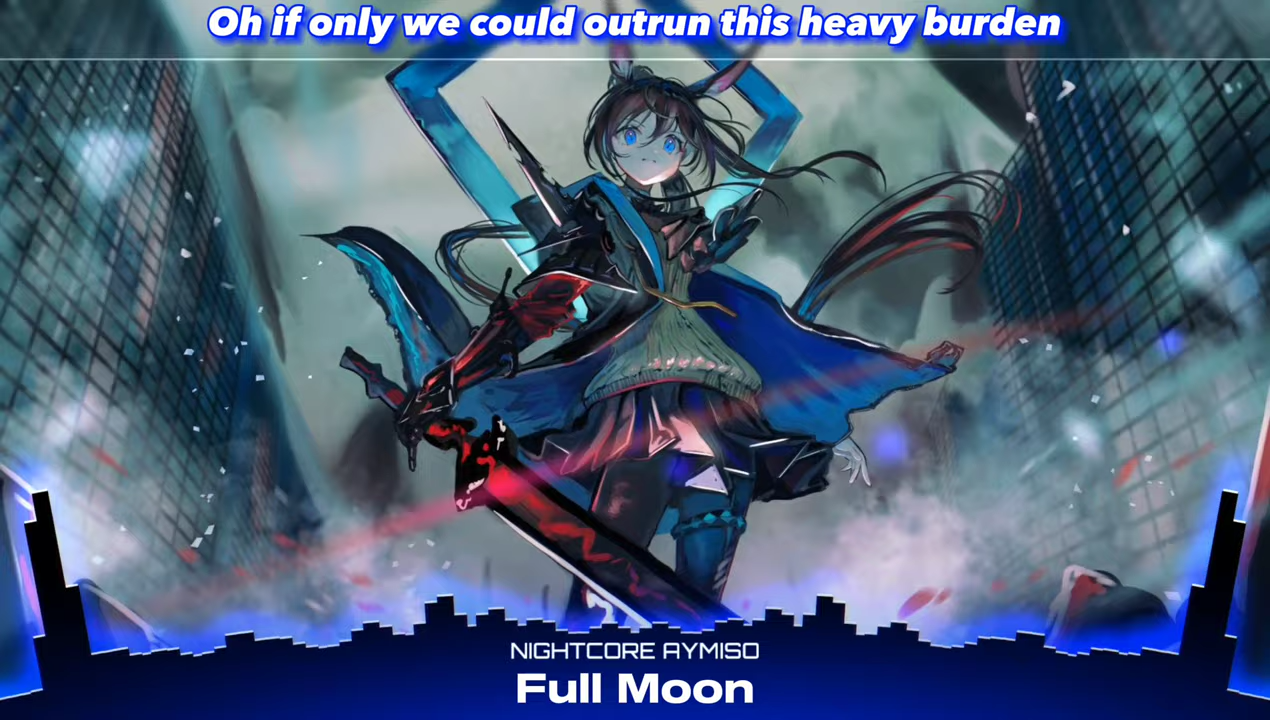 Oh if only we could outrun this heavy burden
NIGHTCORE AYMISO
Full Moon